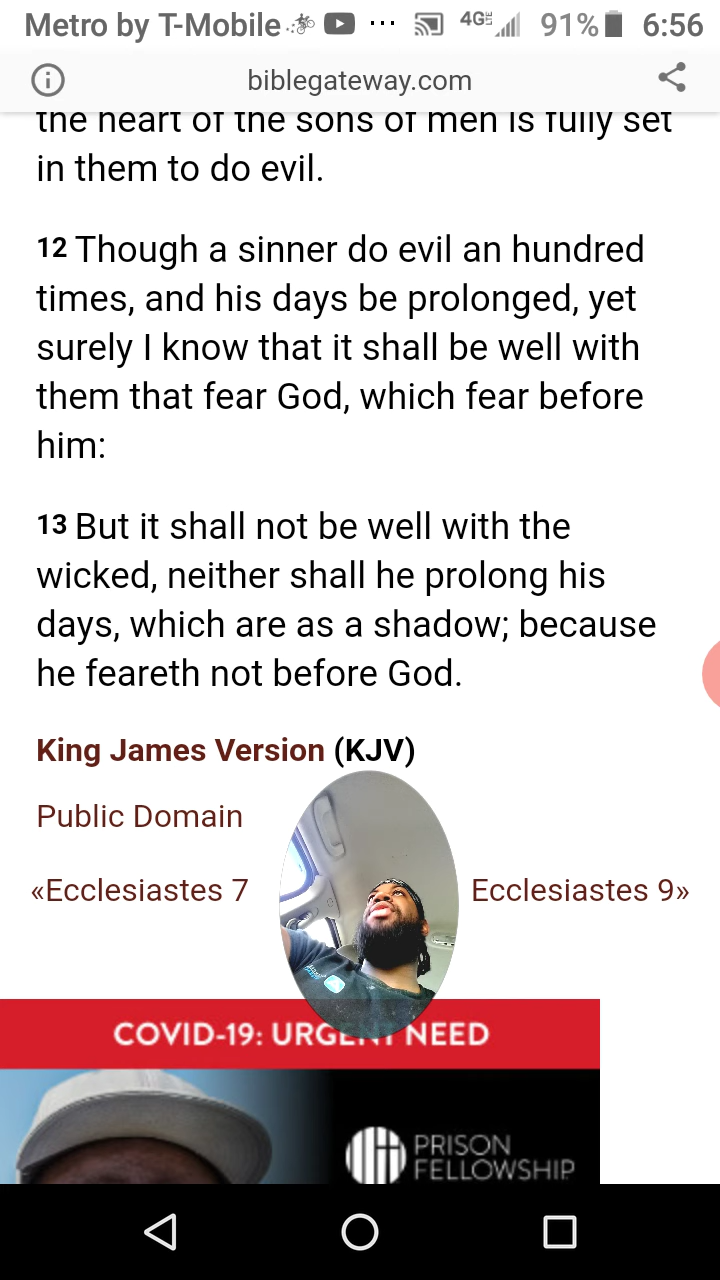 Metro by T-Mobile ... 4G LTE 91% 6:56
biblegateway.com
the heart of the sons of men is fully set
in them to do evil.
12 Though a sinner do evil an hundred
times, and his days be prolonged, yet
surely I know that it shall be well with
them that fear God, which fear before
him:
13 But it shall not be well with the
wicked, neither shall he prolong his
days, which are as a shadow; because
he feareth not before God.
King James Version (KJV)
Public Domain
«Ecclesiastes 7 Ecclesiastes 9»
COVID-19: URGENT NEED
PRISON
FELLOWSHIP